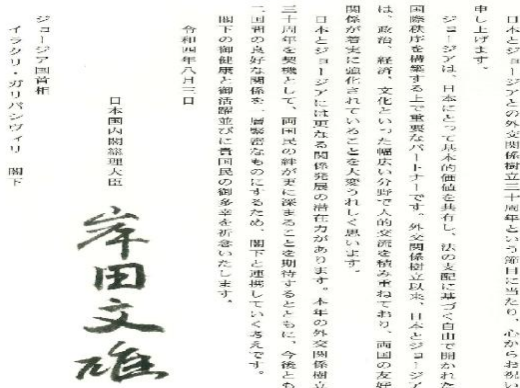 日本とジョージアとの外交関係樹立三十周年という節目に当たり、心からお祝い
申し上げます。
ジョージアは、日本にとって基本的価値を共有し、法の支配に基づく自由で開かれた
国際秩序を構築する上で重要なパートナーです。外交関係樹立以来、日本とジョージア
は、政治、経済、文化といった幅広い分野で人的交流を積み重ねており、両国の友好
関係が着実に強化されていることを大変うれしく思います。
日本とジョージアには更なる関係発展の潜在力があります。本年の外交関係樹立
三十周年を契機として、両国民の絆が更に深まることを期待するとともに、今後とも
二国間の良好な関係を一層緊密なものにするため、閣下と連携していく考えです。
閣下の御健康と御活躍並びに貴国民の御多幸を祈念いたします。
令和四年八月三日
日本国内閣総理大臣
岸田文雄
ジョージア国首相
イラクリ・ガリバシヴィリ 閣下